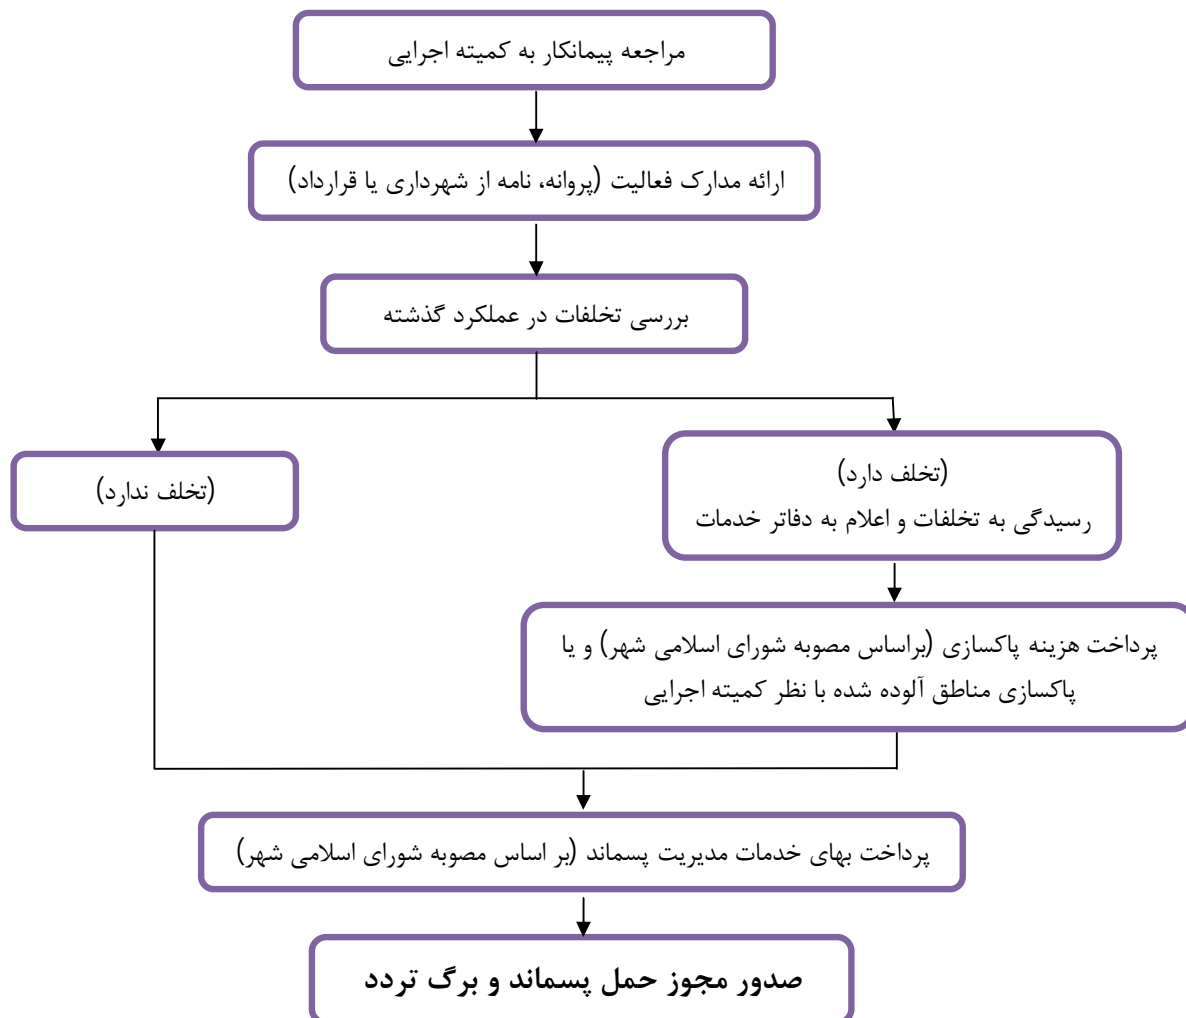 مراجعه پیمانکار به کمیته اجرایی
ارائه مدارک فعالیت (پروانه، نامه از شهرداری یا قرارداد)
بررسی تخلفات در عملکرد گذشته
(تخلف دارد)
رسیدگی به تخلفات و اعلام به دفاتر خدمات
(تخلف ندارد)
پرداخت هزینه پاکسازی (براساس مصوبه شورای اسلامی شهر) و یا
پاکسازی مناطق آلوده شده با نظر کمیته اجرایی
پرداخت بهای خدمات مدیریت پسماند (بر اساس مصوبه شورای اسلامی شهر)
صدور مجوز حمل پسماند و برگ تردد